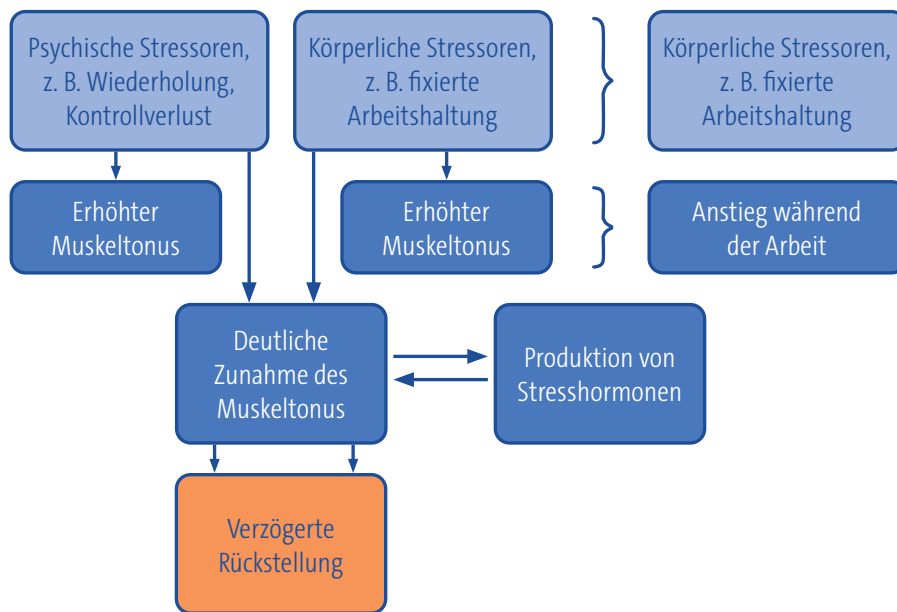 Psychische Stressoren,
z. B. Wiederholung,
Kontrollverlust
Körperliche Stressoren,
z. B. fixierte
Arbeitshaltung
Körperliche Stressoren,
z. B. fixierte
Arbeitshaltung
Erhöhter
Muskeltonus
Erhöhter
Muskeltonus
Anstieg während
der Arbeit
Deutliche
Zunahme des
Muskeltonus
Produktion von
Stresshormonen
Verzögerte
Rückstellung